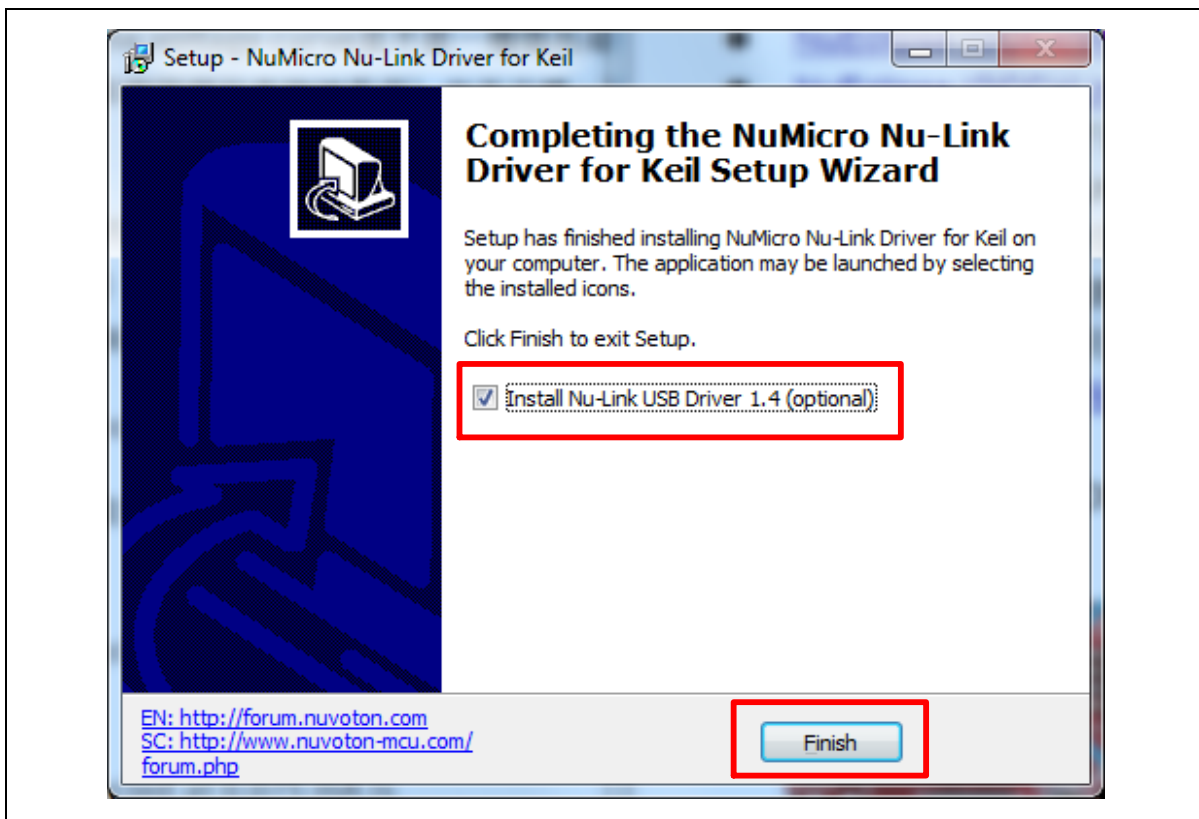 Setup - NuMicro Nu-Link Driver for Keil
Completing the NuMicro Nu-Link
Driver for Keil Setup Wizard
Setup has finished installing NuMicro Nu-Link Driver for Keil on
your computer. The application may be launched by selecting
the installed icons.
Click Finish to exit Setup.
Install Nu-Link USB Driver 1.4 (optional)
EN: http://forum.nuvoton.com
SC: http://www.nuvoton-mcu.com/
forum.php
Finish